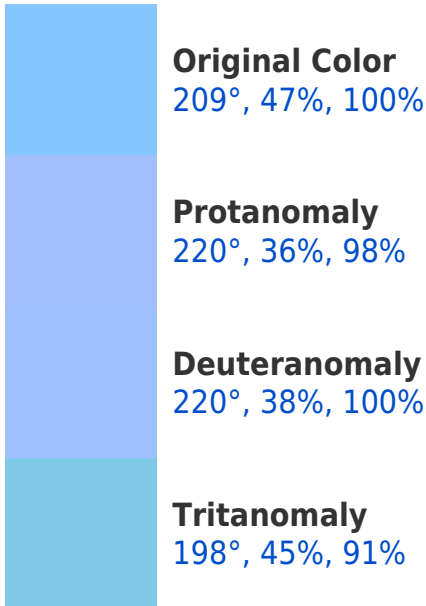 Original Color
209°, 47%, 100%
Protanomaly
220°, 36%, 98%
Deuteranomaly
220°, 38%, 100%
Tritanomaly
198°, 45%, 91%